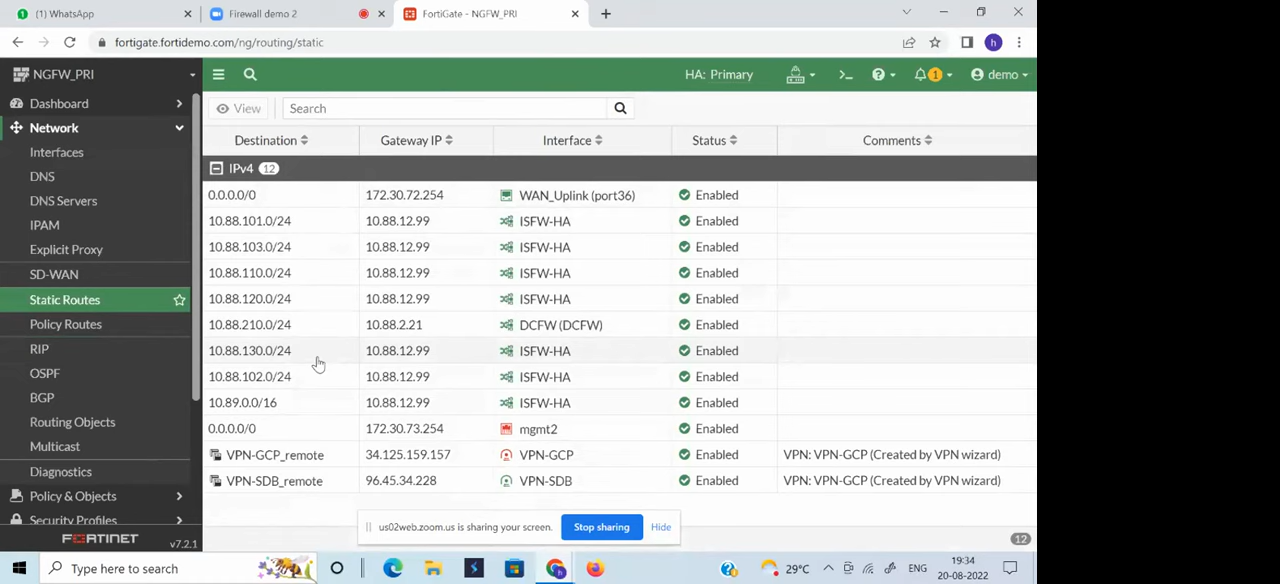 (1) WhatsApp
Firewall demo 2
FortiGate - NGFW_PRI
fortigate.fortidemo.com/ng/routing/static
h
NGFW_PRI
HA: Primary
1
demo
Dashboard
Network
Interfaces
DNS
DNS Servers
IPAM
Explicit Proxy
SD-WAN
Static Routes
Policy Routes
RIP
OSPF
BGP
Routing Objects
Multicast
Diagnostics
Policy & Objects
Security Profiles
FORTINET v7.2.1
View Search
Destination Gateway IP Interface Status Comments
IPv4 12
0.0.0.0/0 172.30.72.254 WAN_Uplink (port36) Enabled
10.88.101.0/24 10.88.12.99 ISFW-HA Enabled
10.88.103.0/24 10.88.12.99 ISFW-HA Enabled
10.88.110.0/24 10.88.12.99 ISFW-HA Enabled
10.88.120.0/24 10.88.12.99 ISFW-HA Enabled
10.88.210.0/24 10.88.2.21 DCFW (DCFW) Enabled
10.88.130.0/24 10.88.12.99 ISFW-HA Enabled
10.88.102.0/24 10.88.12.99 ISFW-HA Enabled
10.89.0.0/16 10.88.12.99 ISFW-HA Enabled
0.0.0.0/0 172.30.73.254 mgmt2 Enabled
VPN-GCP_remote 34.125.159.157 VPN-GCP Enabled VPN: VPN-GCP (Created by VPN wizard)
VPN-SDB_remote 96.45.34.228 VPN-SDB Enabled VPN: VPN-GCP (Created by VPN wizard)
us02web.zoom.us is sharing your screen. Stop sharing Hide
12
Type here to search
29°C
ENG
19:34
20-08-2022